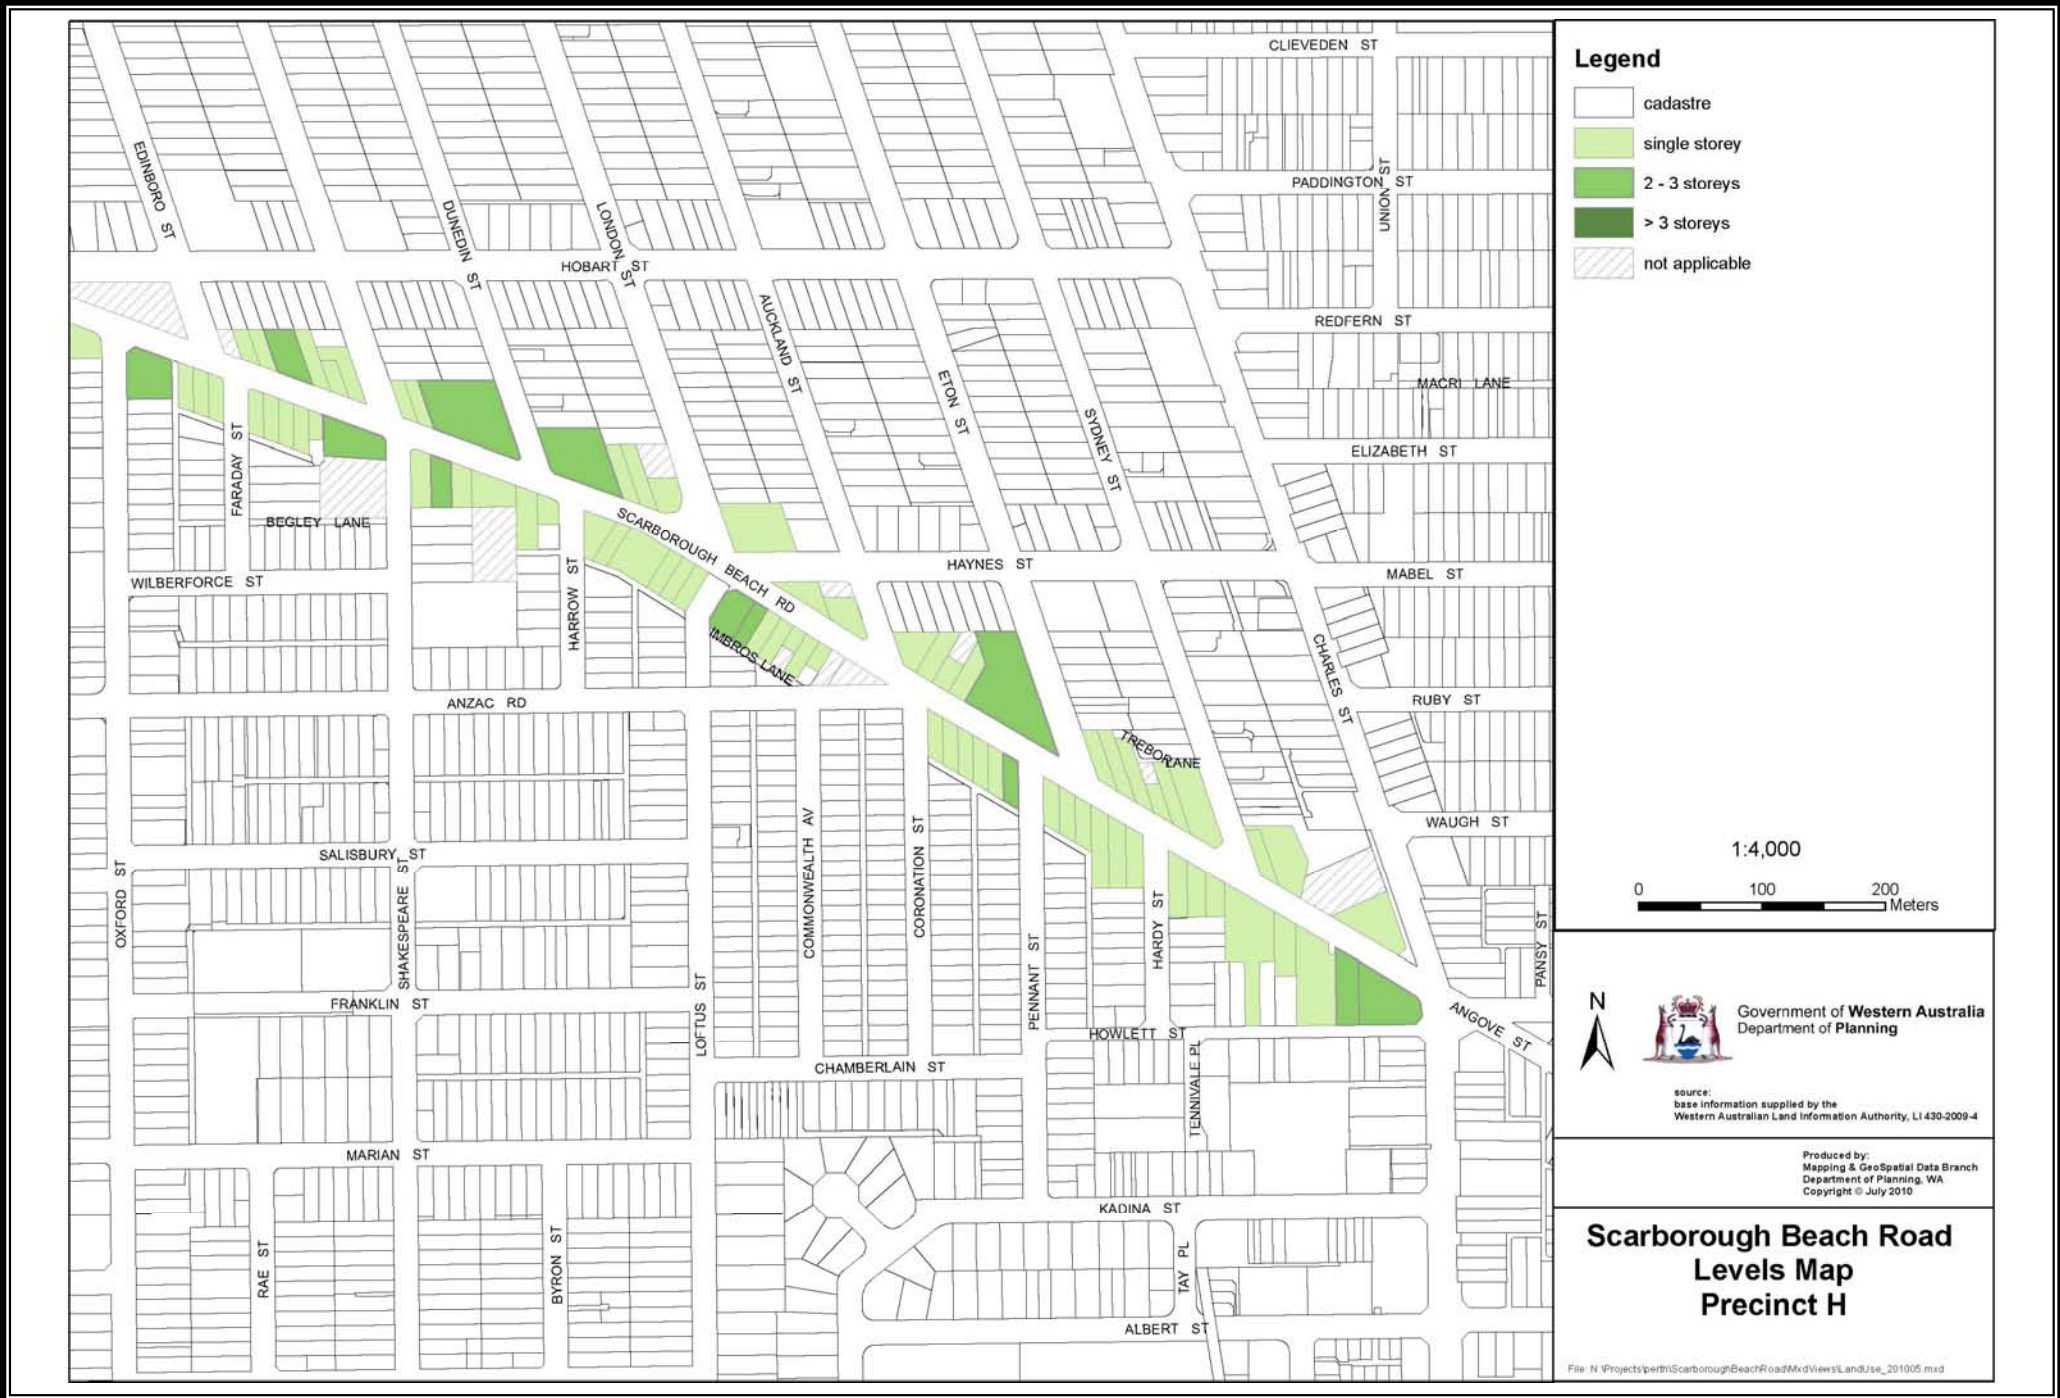 CLIEVEDEN ST
EDINBORO ST
PADDINGTON ST
UNION ST
DUNEDIN ST
LONDON ST
HOBART ST
AUCKLAND ST
REDFERN ST
ETON ST
MACRI LANE
SYDNEY ST
FARADAY ST
ELIZABETH ST
BEGLEY LANE
SCARBOROUGH BEACH RD
HAYNES ST
MABEL ST
WILBERFORCE ST
HARROW ST
IMBROS LANE
CHARLES ST
ANZAC RD
RUBY ST
TREBOR LANE
COMMONWEALTH AV
CORONATION ST
WAUGH ST
SALISBURY ST
OXFORD ST
SHAKESPEARE ST
HARDY ST
PENNANT ST
PANSY ST
LOFTUS ST
FRANKLIN ST
ANGOVE ST
HOWLETT ST
CHAMBERLAIN ST
TENNIVALE PL
MARIAN ST
KADINA ST
RAE ST
BYRON ST
TAY PL
ALBERT ST
Legend
cadastre
single storey
2 - 3 storeys
> 3 storeys
not applicable
1:4,000
0 100 200
Meters
N
Government of Western Australia
Department of Planning
source:
base information supplied by the
Western Australian Land Information Authority, LI 430-2009-4
Produced by:
Mapping & GeoSpatial Data Branch
Department of Planning, WA
Copyright © July 2010
Scarborough Beach Road
Levels Map
Precinct H
File: N:\Projects\perth\ScarboroughBeachRoad\MxdViews\LandUse_201005.mxd